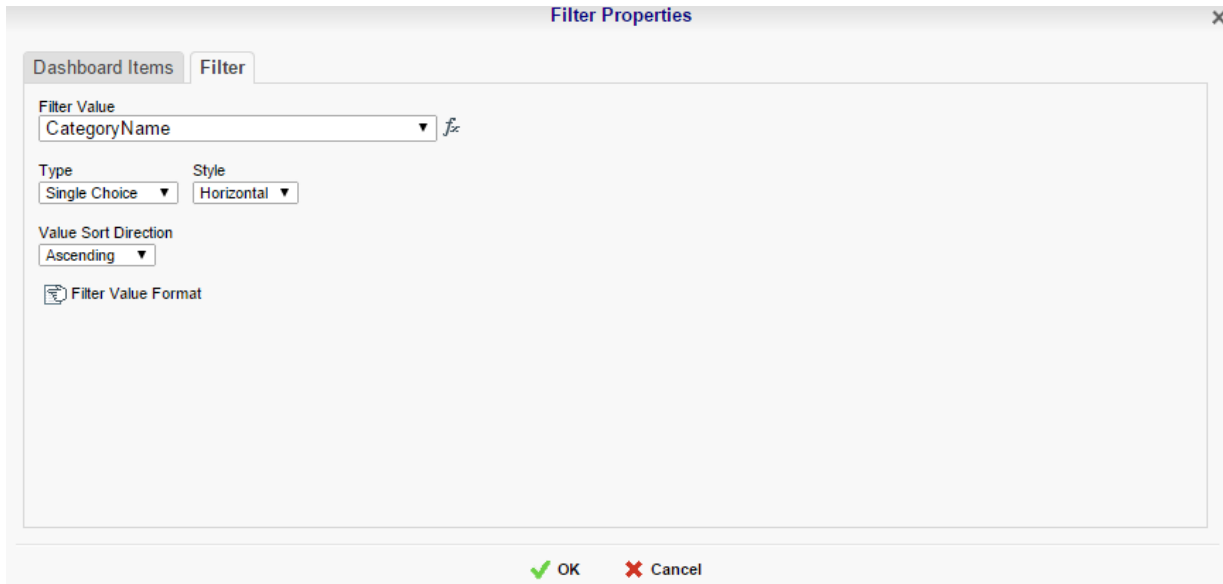 Filter Properties
Dashboard Items Filter
Filter Value
CategoryName
Type Style
Single Choice Horizontal
Value Sort Direction
Ascending
Filter Value Format
OK Cancel